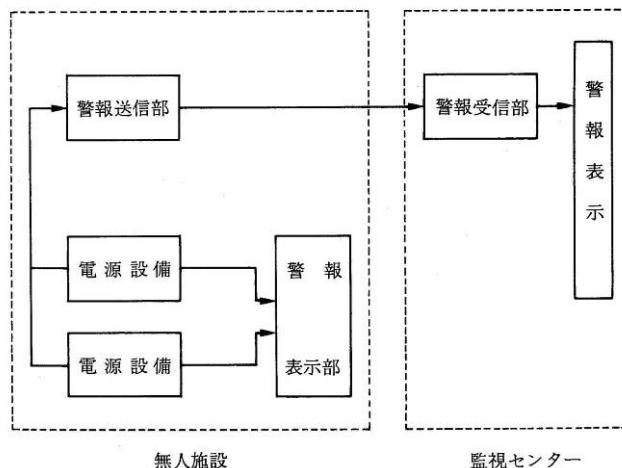 警報送信部
警報受信部
警報表示
電源設備
警報
表示部
電源設備
無人施設
監視センター